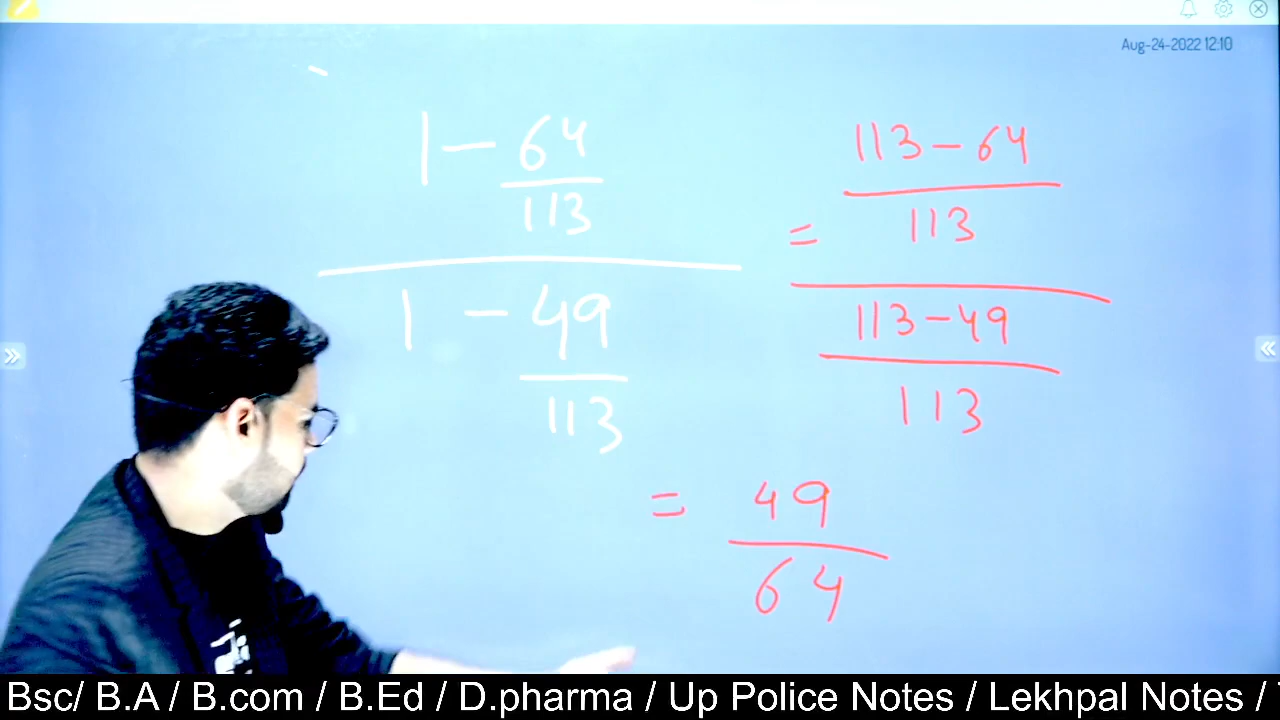 Aug-24-2022 12:10
1 - 64
113
1 - 49
113
= 113 - 64
113
113 - 49
113
= 49
64
Bsc/ B.A / B.com / B.Ed / D.pharma / Up Police Notes / Lekhpal Notes /